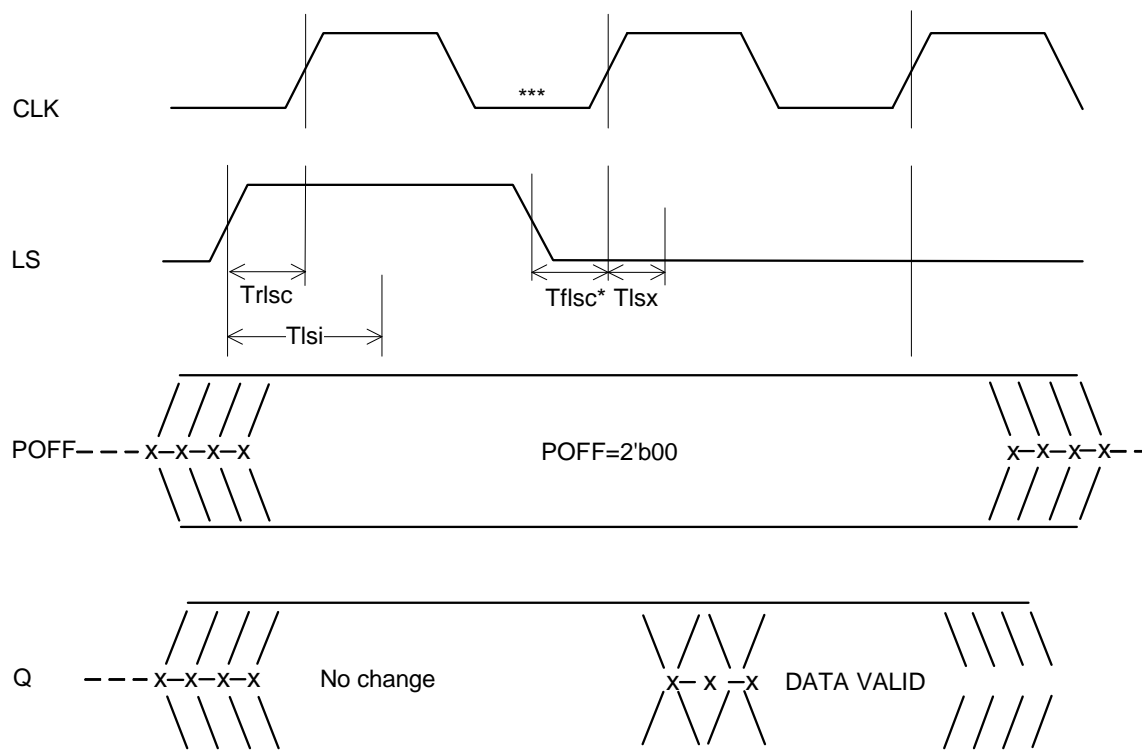 CLK
***
LS
Trlsc
Tflsc*
Tlsx
Tlsi
POFF
x x x x
POFF=2'b00
x x x x
Q
x x x x
No change
x x x
DATA VALID